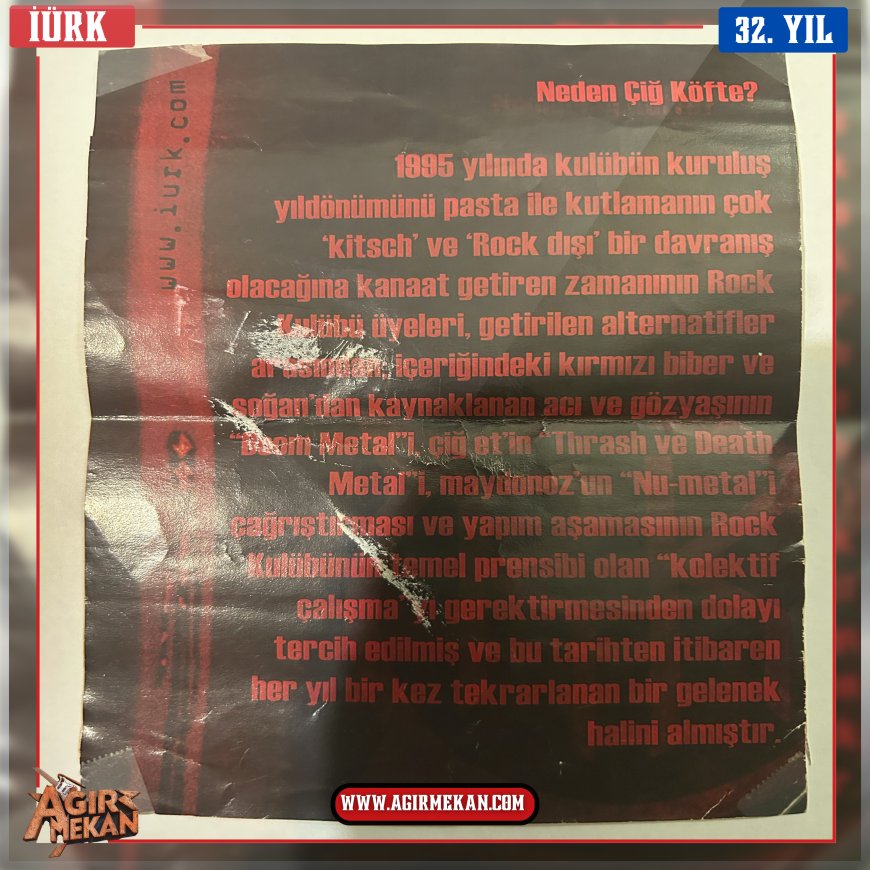 İÜRK
32. YIL
www.iurk.com
Neden Çiğ Köfte?
1995 yılında kulübün kuruluş
yıldönümünü pasta ile kutlamanın çok
‘kitsch’ ve ‘Rock dışı’ bir davranış
olacağına kanaat getiren zamanının Rock
Kulübü üyeleri, getirilen alternatifler
arasından, içeriğindeki kırmızı biber ve
soğan’dan kaynaklanan acı ve gözyaşının
“Doom Metal”i, çiğ et’in “Thrash ve Death
Metal”i, maydonoz’un “Nu-metal”i
çağrıştırması ve yapım aşamasının Rock
Kulübünün temel prensibi olan “kolektif
çalışma”yı gerektirmesinden dolayı
tercih edilmiş ve bu tarihten itibaren
her yıl bir kez tekrarlanan bir gelenek
halini almıştır.
AĞIR
MEKAN
WWW.AGIRMEKAN.COM